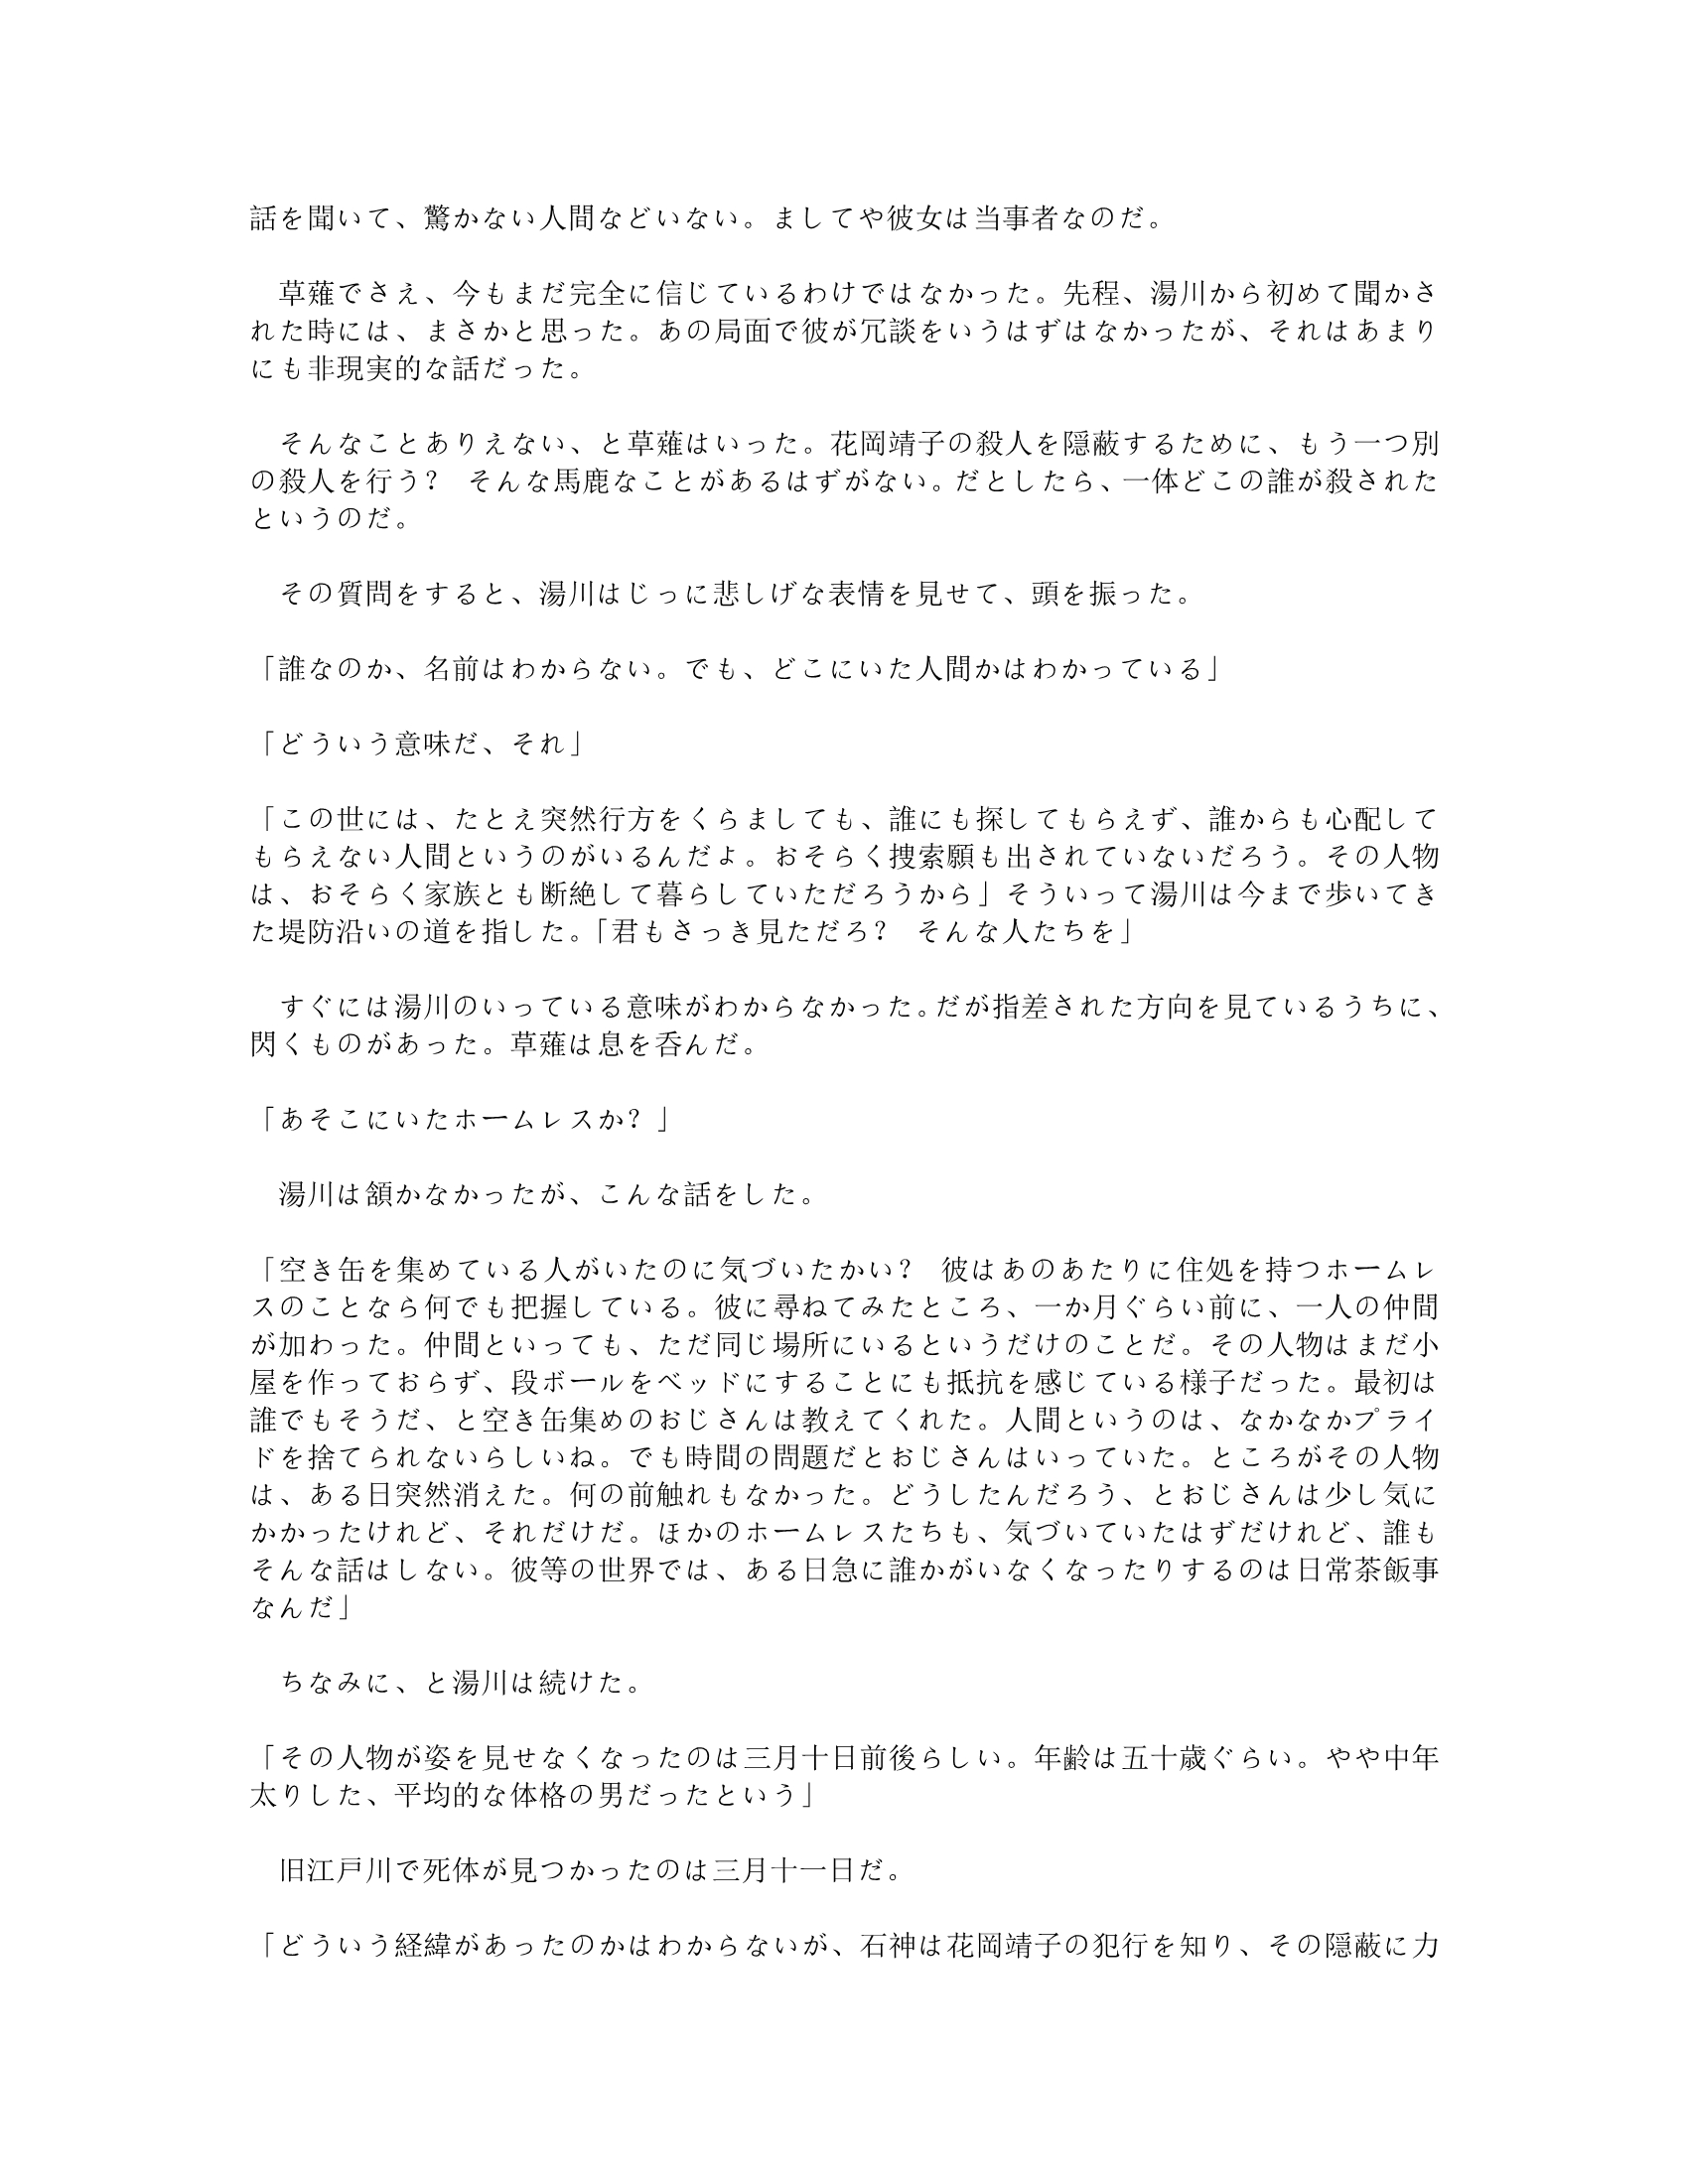 話を聞いて、驚かない人間などいない。ましてや彼女は当事者なのだ。
　草薙でさえ、今もまだ完全に信じているわけではなかった。先程、湯川から初めて聞かさ
れた時には、まさかと思った。あの局面で彼が冗談をいうはずはなかったが、それはあまり
にも非現実的な話だった。
　そんなことありえない、と草薙はいった。花岡靖子の殺人を隠蔽するために、もう一つ別
の殺人を行う？　そんな馬鹿なことがあるはずがない。だとしたら、一体どこの誰が殺された
というのだ。
　その質問をすると、湯川はじっに悲しげな表情を見せて、頭を振った。
「誰なのか、名前はわからない。でも、どこにいた人間かはわかっている」
「どういう意味だ、それ」
「この世には、たとえ突然行方をくらましても、誰にも探してもらえず、誰からも心配して
もらえない人間というのがいるんだょ。おそらく捜索願も出されていないだろう。その人物
は、おそらく家族とも断絶して暮らしていただろうから」そういって湯川は今まで歩いてき
た堤防沿いの道を指した。「君もさっき見ただろ？　そんな人たちを」
　すぐには湯川のいっている意味がわからなかった。だが指差された方向を見ているうちに、
閃くものがあった。草薙は息を呑んだ。
「あそこにいたホームレスか？」
　湯川は頷かなかったが、こんな話をした。
「空き缶を集めている人がいたのに気づいたかい？　彼はあのあたりに住処を持つホームレ
スのことなら何でも把握している。彼に尋ねてみたところ、一か月ぐらい前に、一人の仲間
が加わった。仲間といっても、ただ同じ場所にいるというだけのことだ。その人物はまだ小
屋を作っておらず、段ボールをベッドにすることにも抵抗を感じている様子だった。最初は
誰でもそうだ、と空き缶集めのおじさんは教えてくれた。人間というのは、なかなかプライ
ドを捨てられないらしいね。でも時間の問題だとおじさんはいっていた。ところがその人物
は、ある日突然消えた。何の前触れもなかった。どうしたんだろう、とおじさんは少し気に
かかったけれど、それだけだ。ほかのホームレスたちも、気づいていたはずだけれど、誰も
そんな話はしない。彼等の世界では、ある日急に誰かがいなくなったりするのは日常茶飯事
なんだ」
　ちなみに、と湯川は続けた。
「その人物が姿を見せなくなったのは三月十日前後らしい。年齢は五十歳ぐらい。やや中年
太りした、平均的な体格の男だったという」
　旧江戸川で死体が見つかったのは三月十一日だ。
「どういう経緯があったのかはわからないが、石神は花岡靖子の犯行を知り、その隠蔽に力